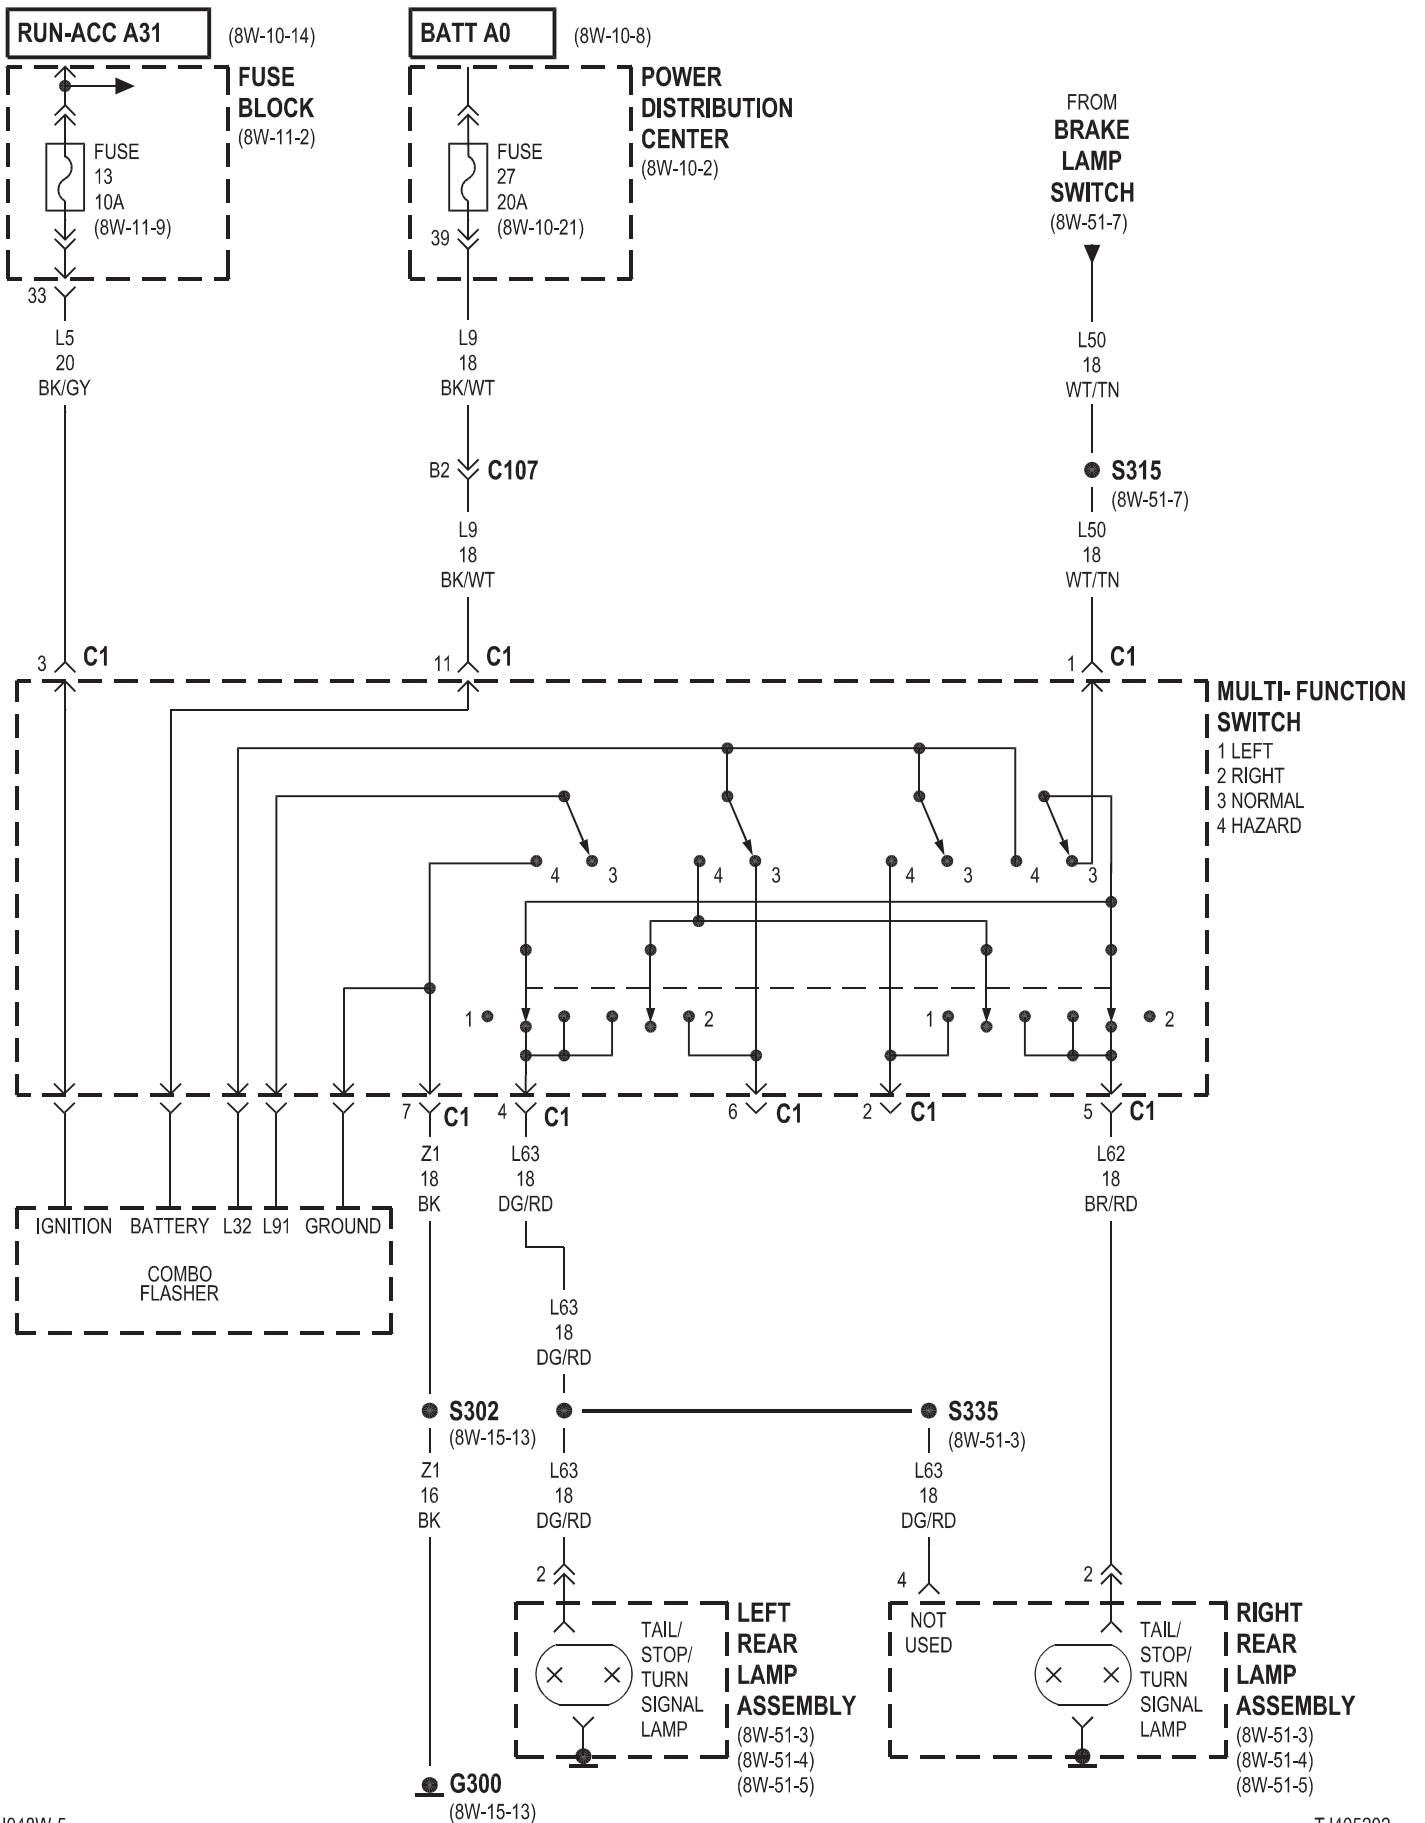 RUN-ACC A31
(8W-10-14)
BATT A0
(8W-10-8)
FUSE
BLOCK
(8W-11-2)
FUSE
13
10A
(8W-11-9)
POWER
DISTRIBUTION
CENTER
(8W-10-2)
FUSE
27
20A
(8W-10-21)
39
33
FROM
BRAKE
LAMP
SWITCH
(8W-51-7)
L5
20
BK/GY
L9
18
BK/WT
L50
18
WT/TN
B2
C107
S315
(8W-51-7)
L9
18
BK/WT
L50
18
WT/TN
3
C1
11
C1
1
C1
MULTI- FUNCTION
SWITCH
1 LEFT
2 RIGHT
3 NORMAL
4 HAZARD
4
3
4
3
4
3
4
3
1
2
1
2
7
C1
4
C1
6
C1
2
C1
5
C1
Z1
18
BK
L63
18
DG/RD
L62
18
BR/RD
IGNITION
BATTERY
L32
L91
GROUND
COMBO
FLASHER
L63
18
DG/RD
S302
(8W-15-13)
S335
(8W-51-3)
Z1
16
BK
L63
18
DG/RD
L63
18
DG/RD
2
4
2
NOT
USED
TAIL/
STOP/
TURN
SIGNAL
LAMP
LEFT
REAR
LAMP
ASSEMBLY
(8W-51-3)
(8W-51-4)
(8W-51-5)
TAIL/
STOP/
TURN
SIGNAL
LAMP
RIGHT
REAR
LAMP
ASSEMBLY
(8W-51-3)
(8W-51-4)
(8W-51-5)
G300
(8W-15-13)